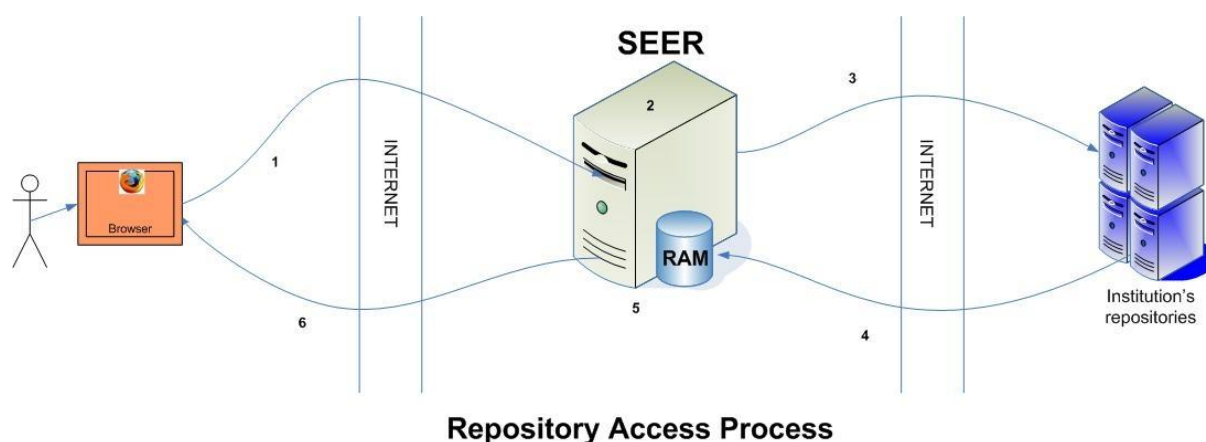 SEER
2
3
1
INTERNET
INTERNET
Browser
RAM
Institution's
repositories
5
6
4
Repository Access Process